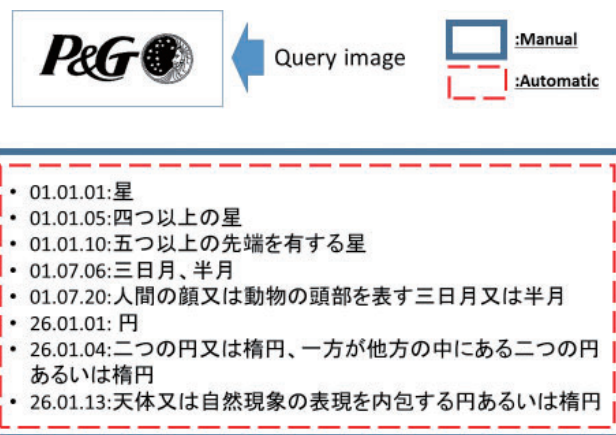 P&G
Query image
:Manual
:Automatic
• 01.01.01:星
• 01.01.05:四つ以上の星
• 01.01.10:五つ以上の先端を有する星
• 01.07.06:三日月、半月
• 01.07.20:人間の顔又は動物の頭部を表す三日月又は半月
• 26.01.01: 円
• 26.01.04:二つの円又は楕円、一方が他方の中にある二つの円
あるいは楕円
• 26.01.13:天体又は自然現象の表現を内包する円あるいは楕円